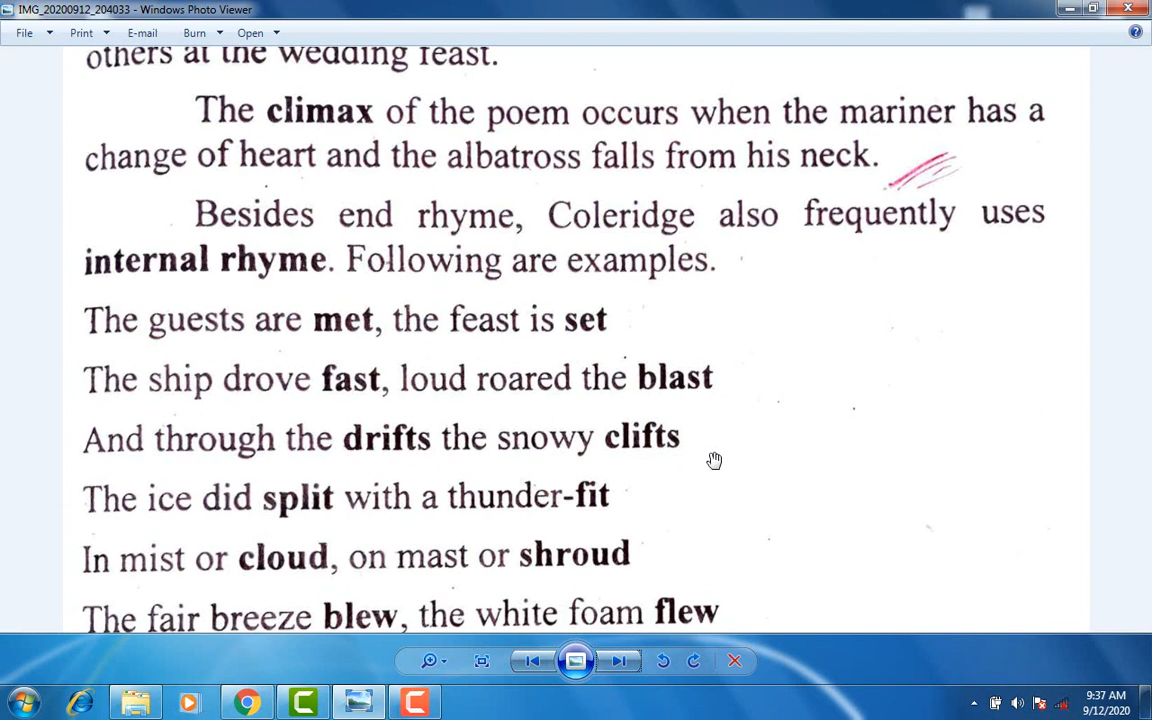 IMG_20200912_204033 - Windows Photo Viewer
File Print E-mail Burn Open
others at the wedding feast.
The climax of the poem occurs when the mariner has a
change of heart and the albatross falls from his neck.
Besides end rhyme, Coleridge also frequently uses
internal rhyme. Following are examples.
The guests are met, the feast is set
The ship drove fast, loud roared the blast
And through the drifts the snowy clifts
The ice did split with a thunder-fit
In mist or cloud, on mast or shroud
The fair breeze blew, the white foam flew
9:37 AM
9/12/2020